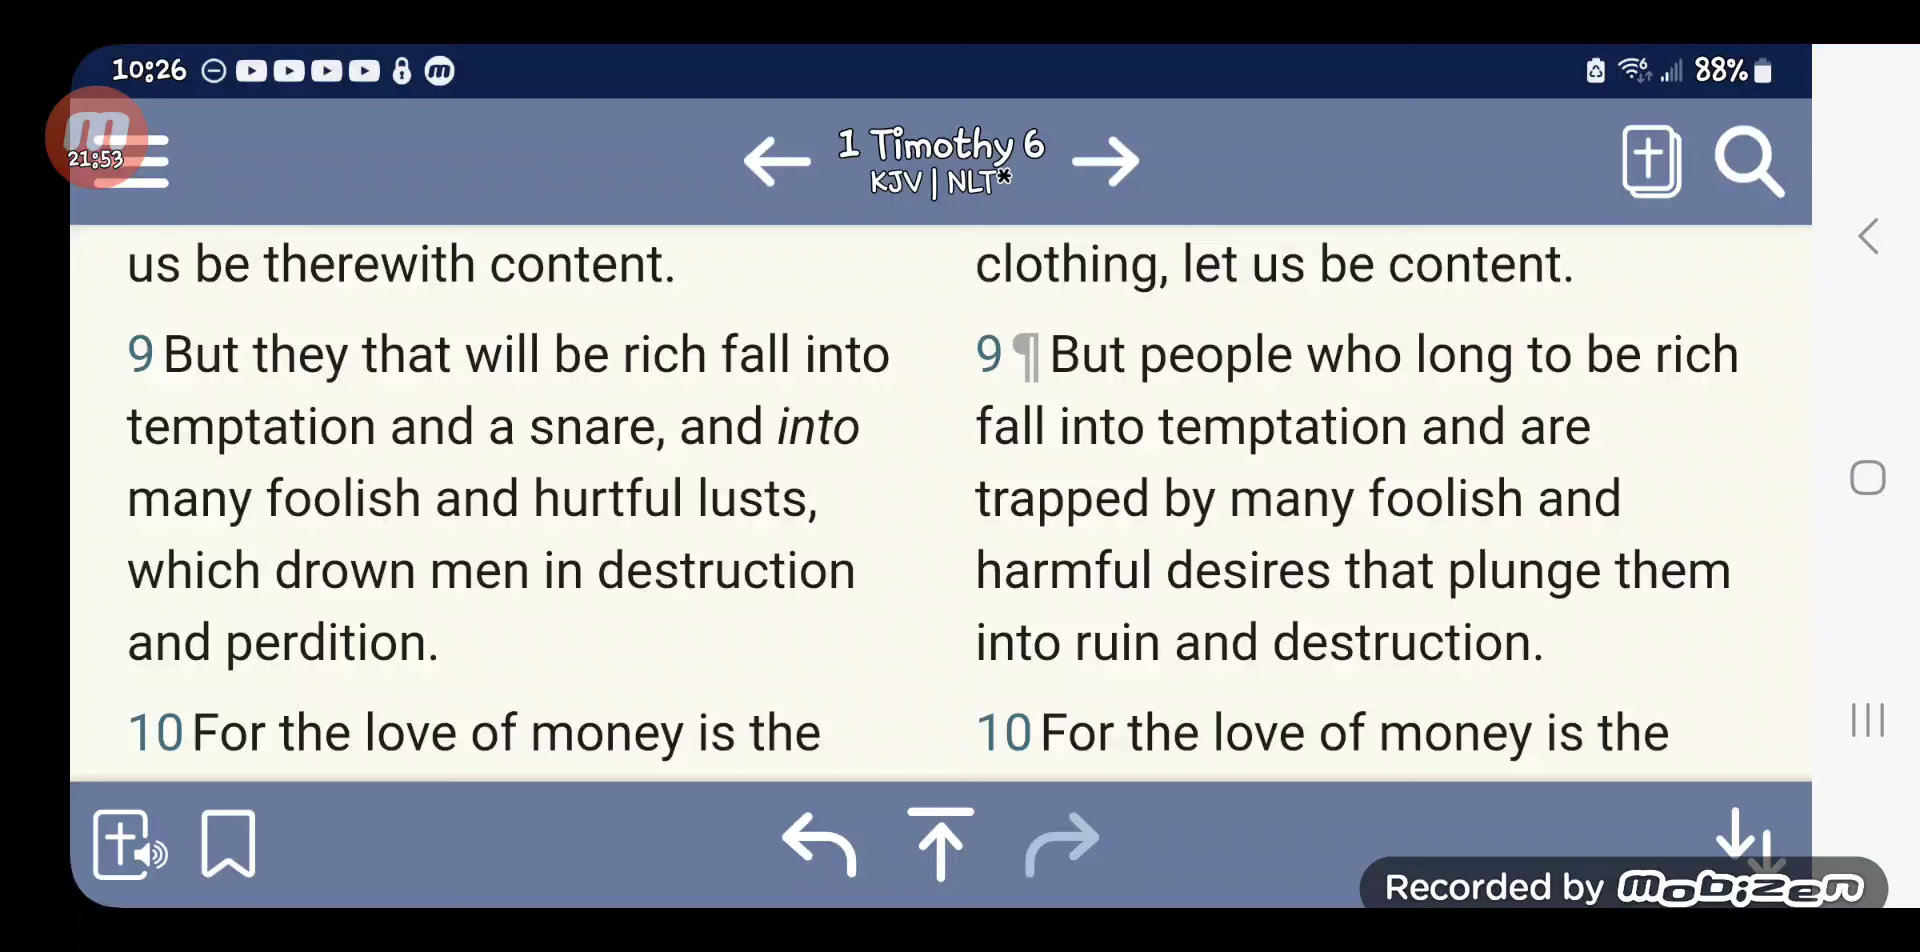 10:26
88%
21:53
1 Timothy 6
KJV | NLT*
us be therewith content.
9 But they that will be rich fall into
temptation and a snare, and into
many foolish and hurtful lusts,
which drown men in destruction
and perdition.
10 For the love of money is the
clothing, let us be content.
9 ¶ But people who long to be rich
fall into temptation and are
trapped by many foolish and
harmful desires that plunge them
into ruin and destruction.
10 For the love of money is the
Recorded by mobizen